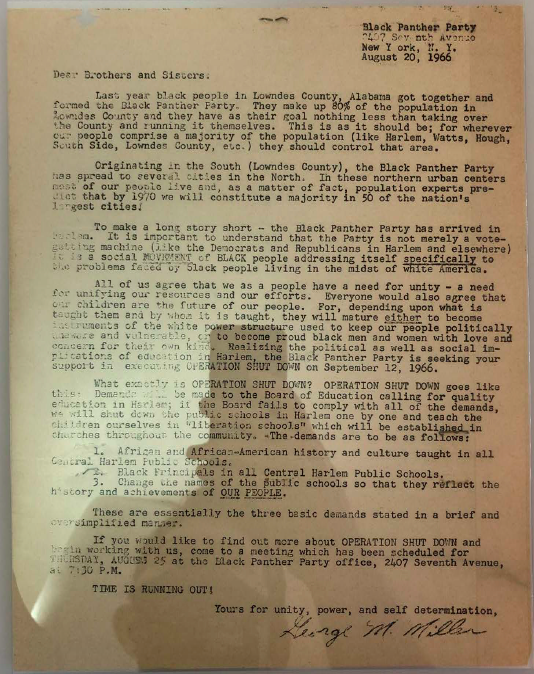 Black Panther Party
2407 Seventh Avenue
New York, N. Y.
August 20, 1966
Dear Brothers and Sisters:
Last year black people in Lowndes County, Alabama got together and
formed the Black Panther Party. They make up 80% of the population in
Lowndes County and they have as their goal nothing less than taking over
the County and running it themselves. This is as it should be; for wherever
our people comprise a majority of the population (like Harlem, Watts, Hough,
South Side, Lowndes County, etc.) they should control that area.
Originating in the South (Lowndes County), the Black Panther Party
has spread to several cities in the North. In these northern urban centers
most of our people live and, as a matter of fact, population experts pre-
dict that by 1970 we will constitute a majority in 50 of the nation's
largest cities!
To make a long story short - the Black Panther Party has arrived in
Harlem. It is important to understand that the Party is not merely a vote-
getting machine (like the Democrats and Republicans in Harlem and elsewhere)
it is a social MOVEMENT of BLACK people addressing itself specifically to
the problems faced by Black people living in the midst of white America.
All of us agree that we as a people have a need for unity - a need
for unifying our resources and our efforts. Everyone would also agree that
our children are the future of our people. For, depending upon what is
taught them and by whom it is taught, they will mature either to become
instruments of the white power structure used to keep our people politically
unaware and vulnerable, or to become proud black men and women with love and
concern for their own kind. Realizing the political as well as social im-
plications of education in Harlem, the Black Panther Party is seeking your
support in executing OPERATION SHUT DOWN on September 12, 1966.
What exactly is OPERATION SHUT DOWN? OPERATION SHUT DOWN goes like
this: Demands will be made to the Board of Education calling for quality
education in Harlem; if the Board fails to comply with all of the demands,
we will shut down the public schools in Harlem one by one and teach the
children ourselves in "liberation schools" which will be established in
churches throughout the community. The demands are to be as follows:
1. African and African-American history and culture taught in all
Central Harlem Public Schools.
2. Black Principals in all Central Harlem Public Schools.
3. Change the names of the public schools so that they reflect the
history and achievements of OUR PEOPLE.
These are essentially the three basic demands stated in a brief and
oversimplified manner.
If you would like to find out more about OPERATION SHUT DOWN and
begin working with us, come to a meeting which has been scheduled for
THURSDAY, AUGUST 25 at the Black Panther Party office, 2407 Seventh Avenue,
at 7:30 P.M.
TIME IS RUNNING OUT!
Yours for unity, power, and self determination,
George M. Miller